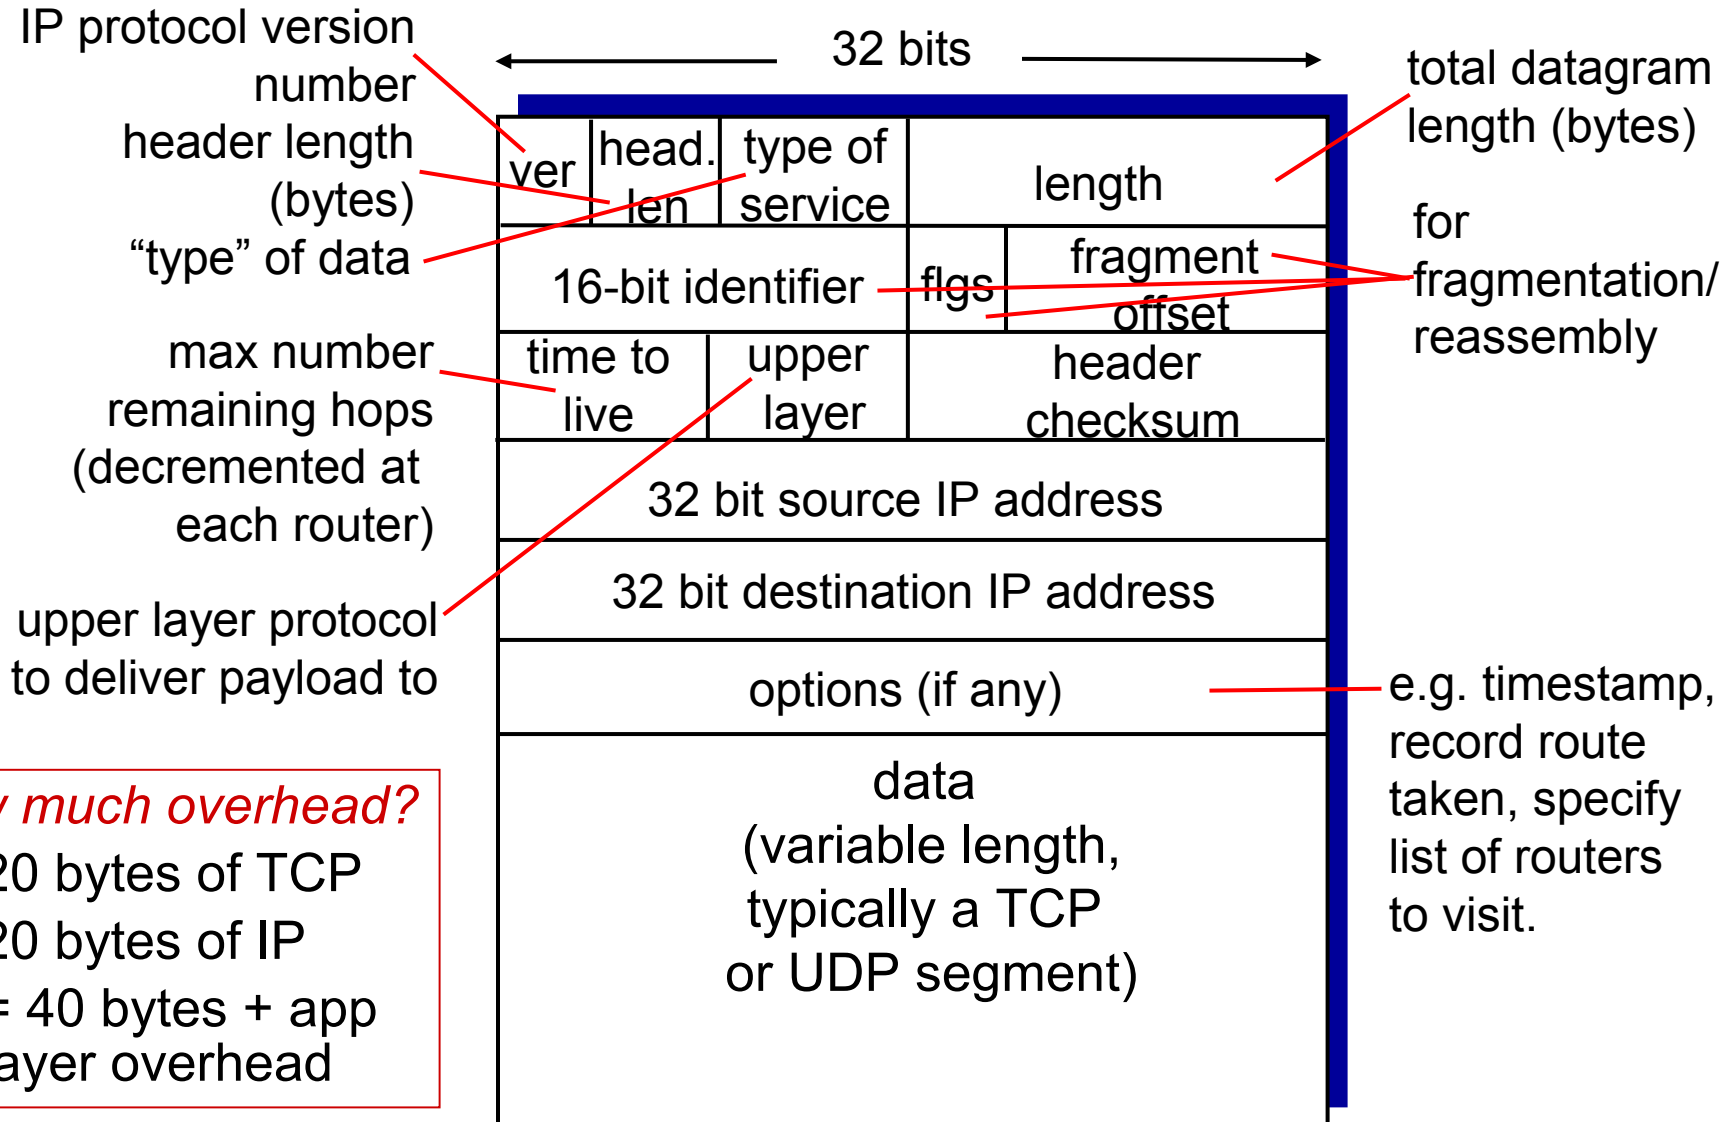 IP protocol version
number
header length
(bytes)
“type” of data
max number
remaining hops
(decremented at
each router)
upper layer protocol
to deliver payload to
much overhead?
20 bytes of TCP
20 bytes of IP
= 40 bytes + app
overhead
32 bits
ver
head.
len
type of
service
length
16-bit identifier
flgs
fragment
offset
time to
live
upper
layer
header
checksum
32 bit source IP address
32 bit destination IP address
options (if any)
data
(variable length,
typically a TCP
or UDP segment)
total datagram
length (bytes)
for
fragmentation/
reassembly
e.g. timestamp,
record route
taken, specify
list of routers
to visit.